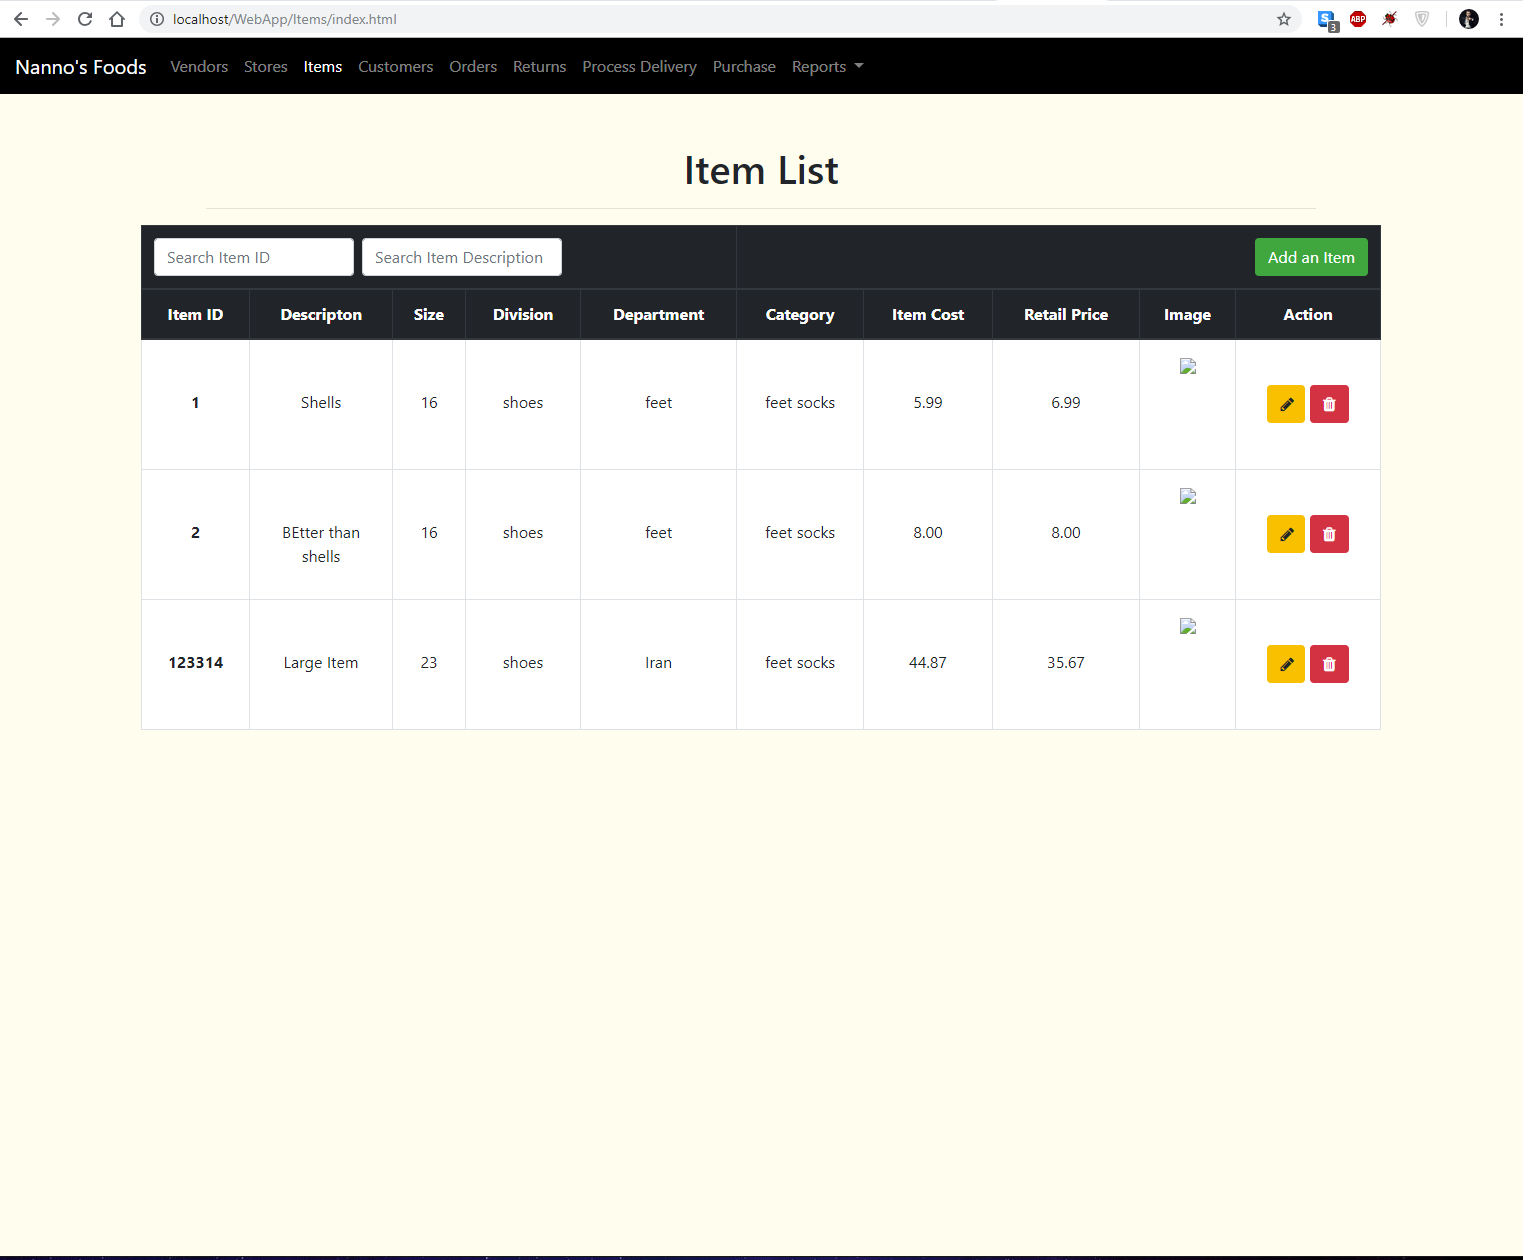 localhost/WebApp/Items/index.html
3
ABP
Nanno's Foods Vendors Stores Items Customers Orders Returns Process Delivery Purchase Reports
Item List
Search Item ID Search Item Description Add an Item
Item ID Descripton Size Division Department Category Item Cost Retail Price Image Action
1 Shells 16 shoes feet feet socks 5.99 6.99
2 BEtter than 16 shoes feet feet socks 8.00 8.00
shells
123314 Large Item 23 shoes Iran feet socks 44.87 35.67